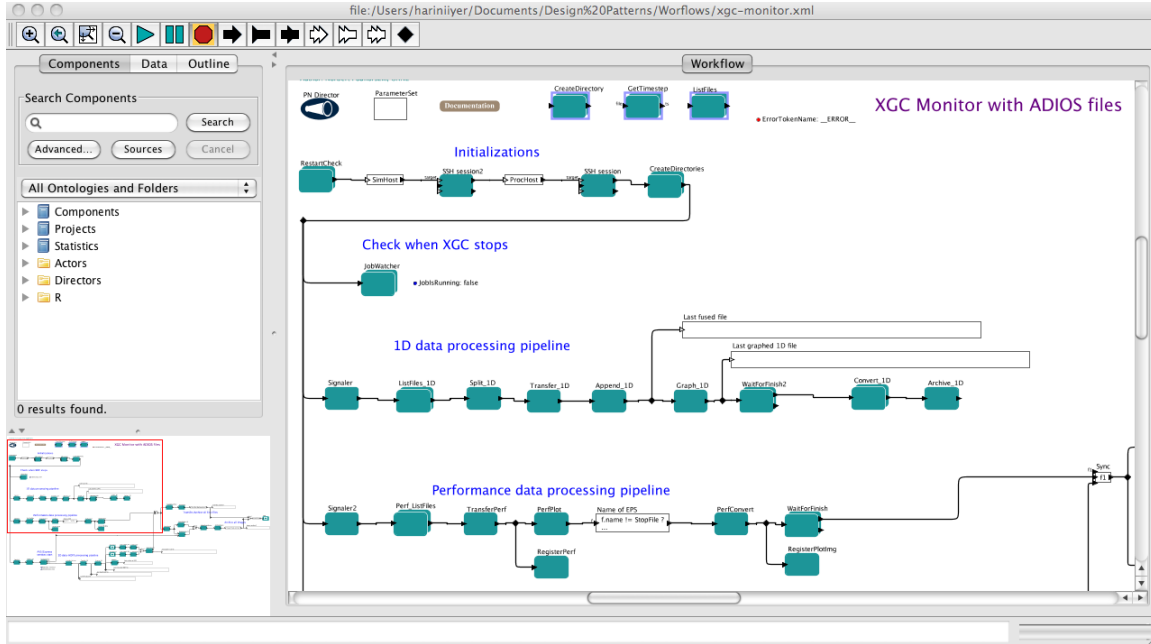 file:/Users/hariniiyer/Documents/Design%20Patterns/Worflows/xgc-monitor.xml
Components Data Outline
Workflow
Search Components
Search
Advanced... Sources Cancel
All Ontologies and Folders
Components
Projects
Statistics
Actors
Directors
R
0 results found.
PN Director
ParameterSet
Documentation
CreateDirectory
GetTimestep
ListFiles
ErrorTokenName: __ERROR__
XGC Monitor with ADIOS files
Initializations
RestartCheck
SimHost
SSH session2
ProcHost
SSH session
CreateDirectories
Check when XGC stops
JobWatcher
JobIsRunning: false
Last fused file
Last graphed 1D file
1D data processing pipeline
Signaler
ListFiles_1D
Split_1D
Transfer_1D
Append_1D
Graph_1D
WaitForFinish2
Convert_1D
Archive_1D
Performance data processing pipeline
Signaler2
Perf_ListFiles
TransferPerf
PerfPlot
Name of EPS
f.name != StopFile ?
...
PerfConvert
WaitForFinish
Sync
f1
RegisterPerf
RegisterPlotImg